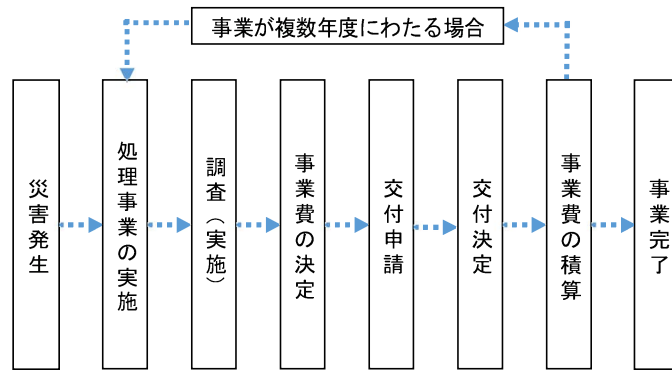 事業が複数年度にわたる場合
災害発生
処理事業の実施
調査(実施)
事業費の決定
交付申請
交付決定
事業費の積算
事業完了